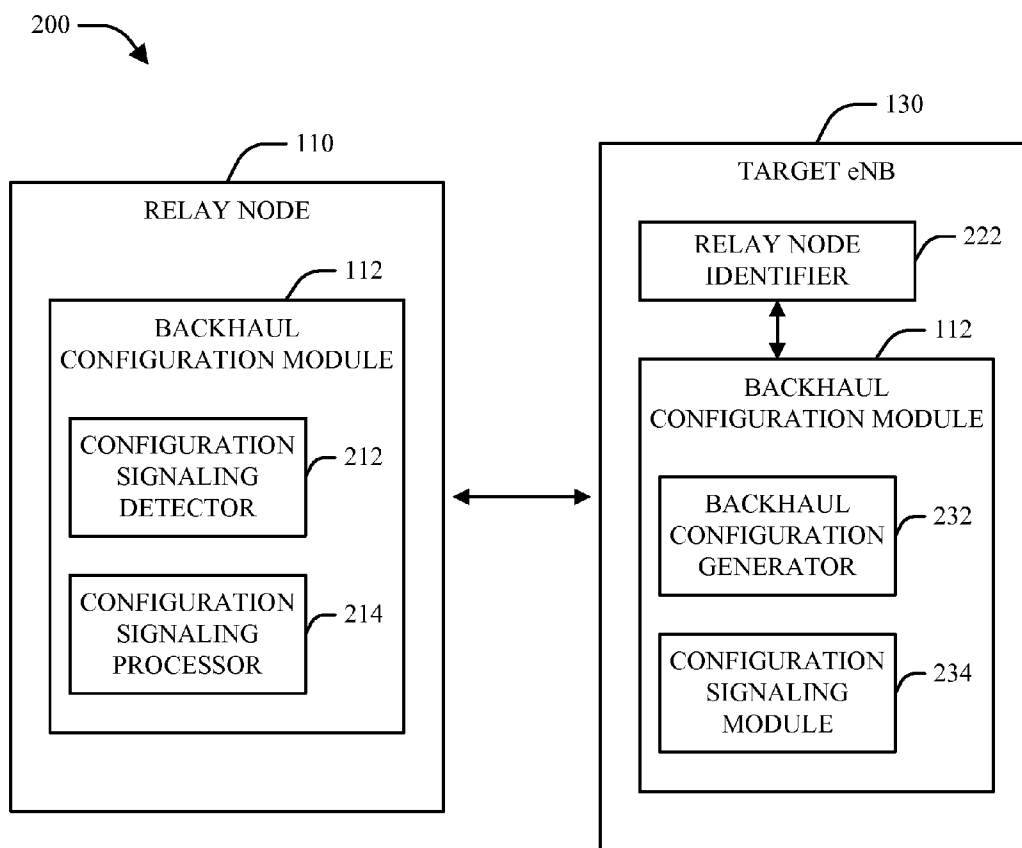 200
110
RELAY NODE
112
BACKHAUL
CONFIGURATION MODULE
CONFIGURATION
SIGNALING
DETECTOR
212
CONFIGURATION
SIGNALING
PROCESSOR
214
130
TARGET eNB
RELAY NODE
IDENTIFIER
222
112
BACKHAUL
CONFIGURATION MODULE
BACKHAUL
CONFIGURATION
GENERATOR
232
CONFIGURATION
SIGNALING
MODULE
234